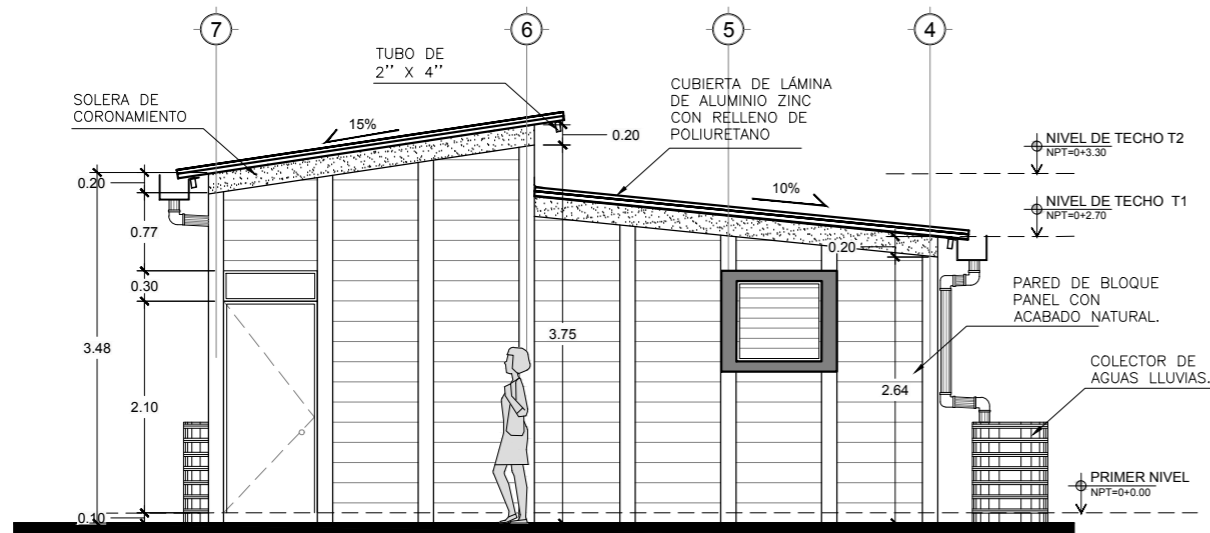 7
6
5
4
TUBO DE
2'' X 4''
SOLERA DE
CORONAMIENTO
15%
CUBIERTA DE LÁMINA
DE ALUMINIO ZINC
CON RELLENO DE
POLIURETANO
0.20
NIVEL DE TECHO T2
NPT=0+3.30
0.20
10%
NIVEL DE TECHO T1
NPT=0+2.70
0.77
0.20
0.30
PARED DE BLOQUE
PANEL CON
ACABADO NATURAL.
3.48
3.75
COLECTOR DE
AGUAS LLUVIAS.
2.10
2.64
PRIMER NIVEL
NPT=0+0.00
0.10